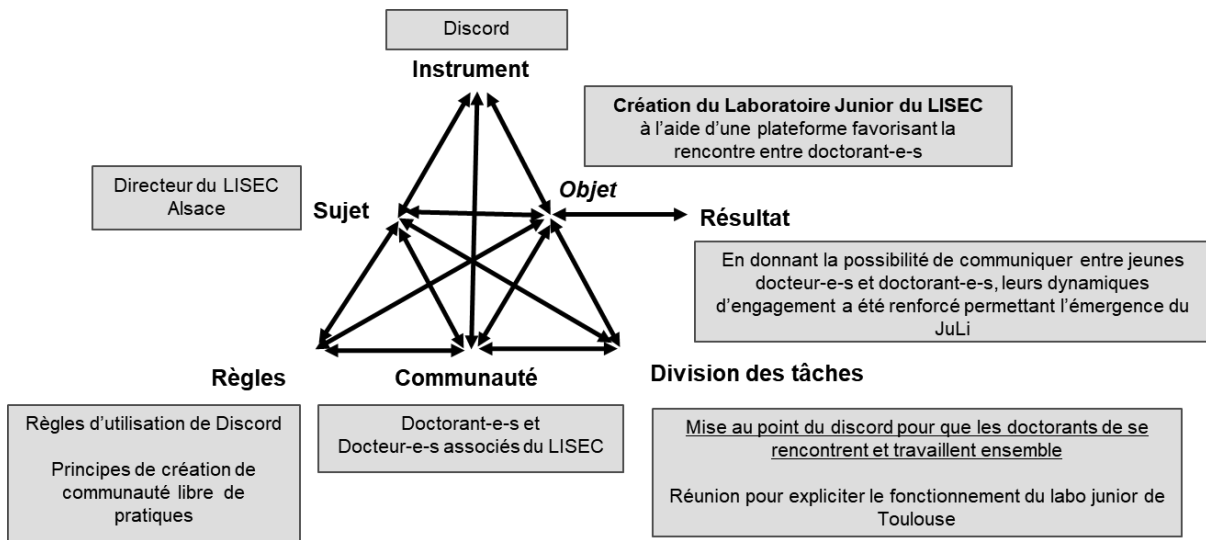 Discord
Instrument
Création du Laboratoire Junior du LISEC
à l'aide d'une plateforme favorisant la
rencontre entre doctorant-e-s
Directeur du LISEC
Alsace
Sujet
Objet
Résultat
En donnant la possibilité de communiquer entre jeunes
docteur-e-s et doctorant-e-s, leurs dynamiques
d'engagement a été renforcé permettant l'émergence du
JuLi
Règles
Communauté
Division des tâches
Règles d'utilisation de Discord
Principes de création de
communauté libre de
pratiques
Doctorant-e-s et
Docteur-e-s associés du LISEC
Mise au point du discord pour que les doctorants de se
rencontrent et travaillent ensemble
Réunion pour expliciter le fonctionnement du labo junior de
Toulouse